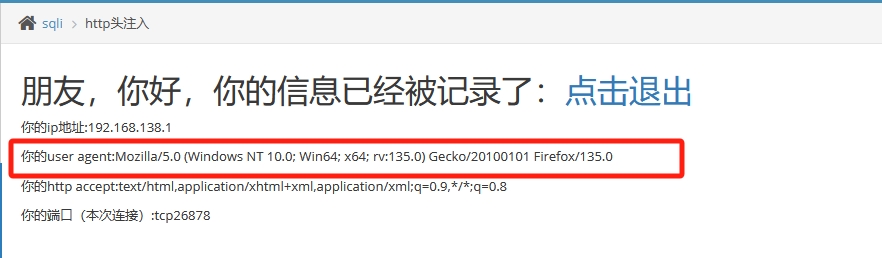 sqli > http头注入
朋友，你好，你的信息已经被记录了：点击退出
你的ip地址:192.168.138.1
你的user agent:Mozilla/5.0 (Windows NT 10.0; Win64; x64; rv:135.0) Gecko/20100101 Firefox/135.0
你的http accept:text/html,application/xhtml+xml,application/xml;q=0.9,*/*;q=0.8
你的端口（本次连接）:tcp26878